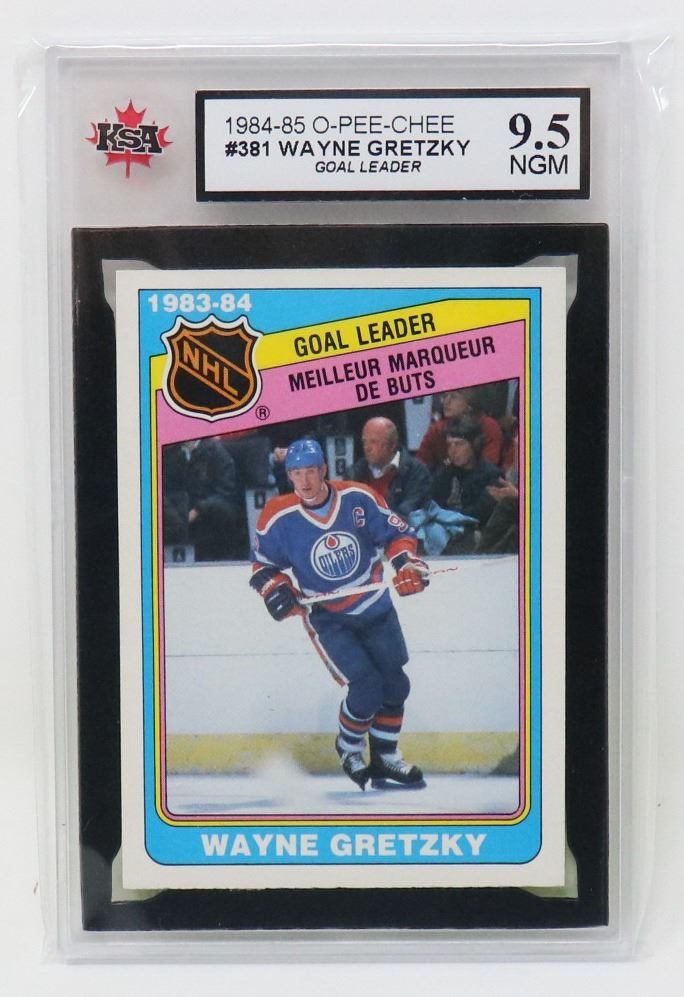 KSA
1984-85 O-PEE-CHEE
#381 WAYNE GRETZKY
GOAL LEADER
9.5
NGM
1983-84
NHL
®
GOAL LEADER
MEILLEUR MARQUEUR
DE BUTS
C
OILERS
WAYNE GRETZKY